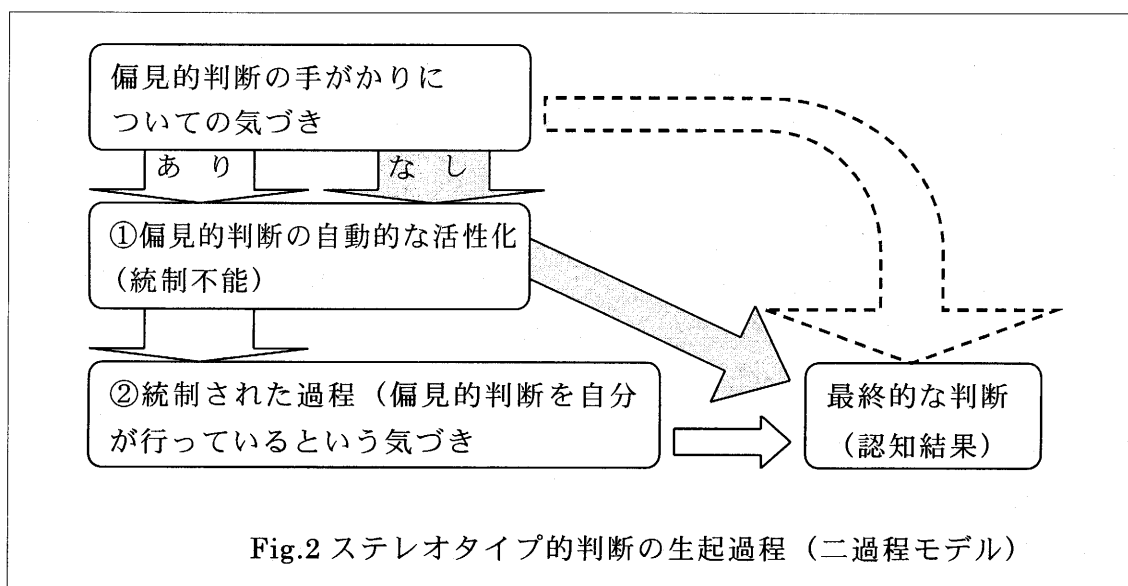 偏見的判断の手がかりに
ついての気づき
あり
なし
①偏見的判断の自動的な活性化
(統制不能)
②統制された過程(偏見的判断を自分
が行っているという気づき
最終的な判断
(認知結果)
Fig.2 ステレオタイプ的判断の生起過程(二過程モデル)